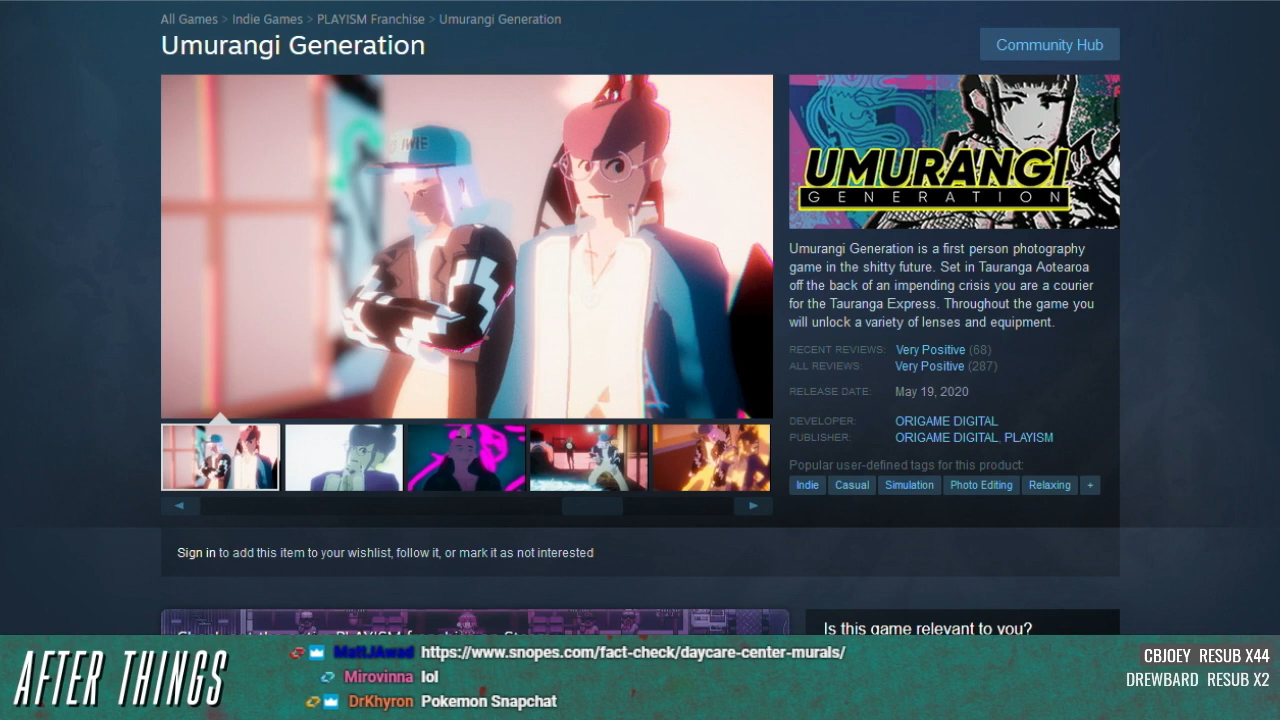 All Games > Indie Games > PLAYISM Franchise > Umurangi Generation
Umurangi Generation
Community Hub
UMURANGI
GENERATION
Umurangi Generation is a first person photography
game in the shitty future. Set in Tauranga Aotearoa
off the back of an impending crisis you are a courier
for the Tauranga Express. Throughout the game you
will unlock a variety of lenses and equipment.
RECENT REVIEWS: Very Positive (68)
ALL REVIEWS: Very Positive (287)
RELEASE DATE: May 19, 2020
DEVELOPER: ORIGAME DIGITAL
PUBLISHER: ORIGAME DIGITAL, PLAYISM
Popular user-defined tags for this product:
Indie Casual Simulation Photo Editing Relaxing +
Sign in to add this item to your wishlist, follow it, or mark it as not interested
Is this game relevant to you?
AFTER THINGS
MattJAwad https://www.snopes.com/fact-check/daycare-center-murals/
Mirovinna lol
DrKhyron Pokemon Snapchat
CBJOEY RESUB X44
DREWBARD RESUB X2